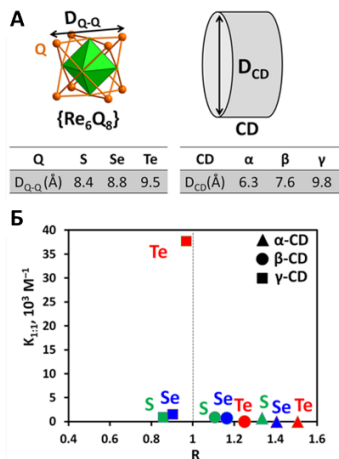 А
D_Q-Q
Q
{Re₆Q₈}
D_CD
CD
Q S Se Te
D_Q-Q(Å) 8.4 8.8 9.5
CD α β γ
D_CD(Å) 6.3 7.6 9.8
Б
K₁:₁, 10³ M⁻¹
40
35
30
25
20
15
10
5
0
Te
α-CD
β-CD
γ-CD
S Se S Se Te S Se Te
0.4 0.6 0.8 1 1.2 1.4 1.6
R